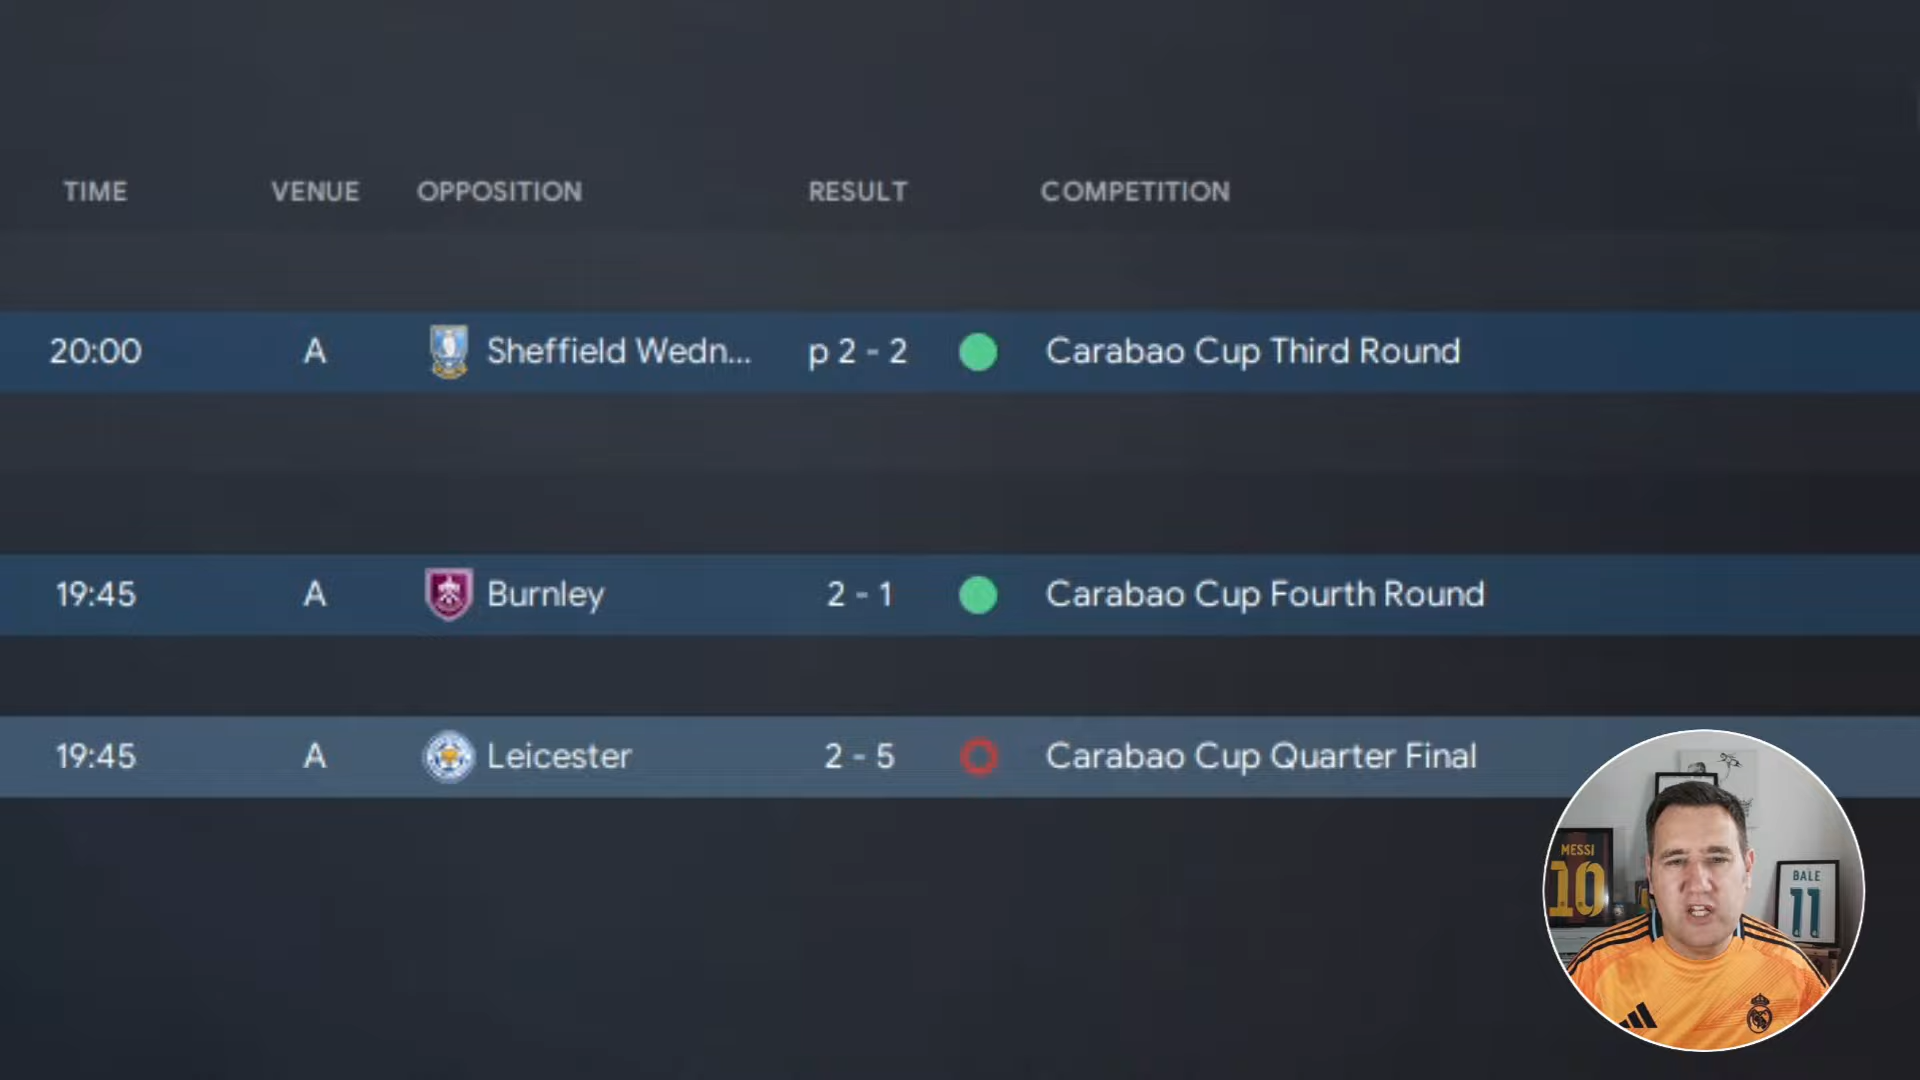 TIME VENUE OPPOSITION RESULT COMPETITION
20:00 A Sheffield Wedn... p 2 - 2 Carabao Cup Third Round
19:45 A Burnley 2 - 1 Carabao Cup Fourth Round
19:45 A Leicester 2 - 5 Carabao Cup Quarter Final
MESSI
10
BALE
11